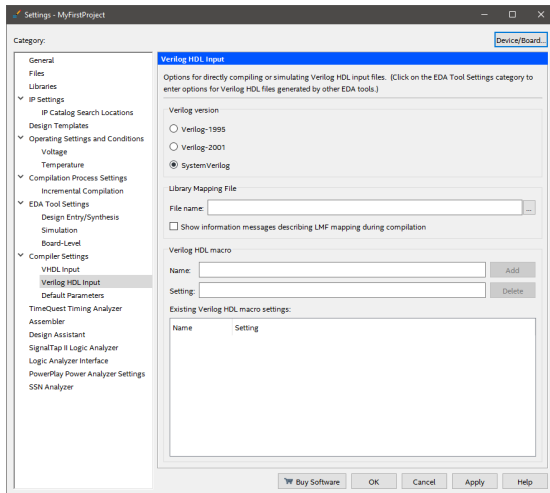 Settings - MyFirstProject
Category:
Device/Board...
General
Files
Libraries
IP Settings
IP Catalog Search Locations
Design Templates
Operating Settings and Conditions
Voltage
Temperature
Compilation Process Settings
Incremental Compilation
EDA Tool Settings
Design Entry/Synthesis
Simulation
Board-Level
Compiler Settings
VHDL Input
Verilog HDL Input
Default Parameters
TimeQuest Timing Analyzer
Assembler
Design Assistant
SignalTap II Logic Analyzer
Logic Analyzer Interface
PowerPlay Power Analyzer Settings
SSN Analyzer
Verilog HDL Input
Options for directly compiling or simulating Verilog HDL input files. (Click on the EDA Tool Settings category to
enter options for Verilog HDL files generated by other EDA tools.)
Verilog version
Verilog-1995
Verilog-2001
SystemVerilog
Library Mapping File
File name:
...
Show information messages describing LMF mapping during compilation
Verilog HDL macro
Name:
Add
Setting:
Delete
Existing Verilog HDL macro settings:
Name Setting
Buy Software OK Cancel Apply Help